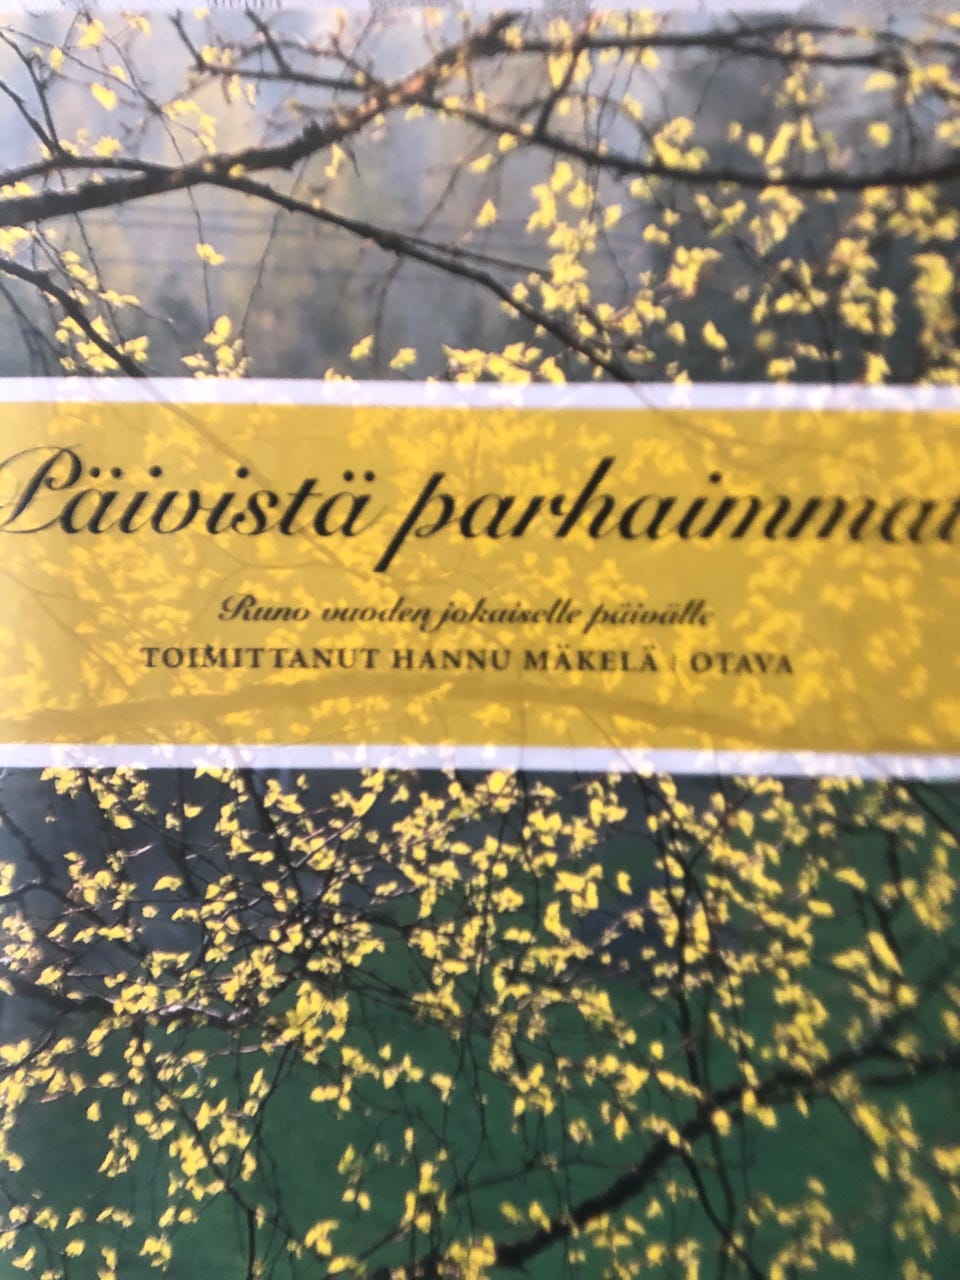 Päivistä parhaimmat
Runo vuoden jokaiselle päivälle
TOIMITTANUT HANNU MÄKELÄ | OTAVA